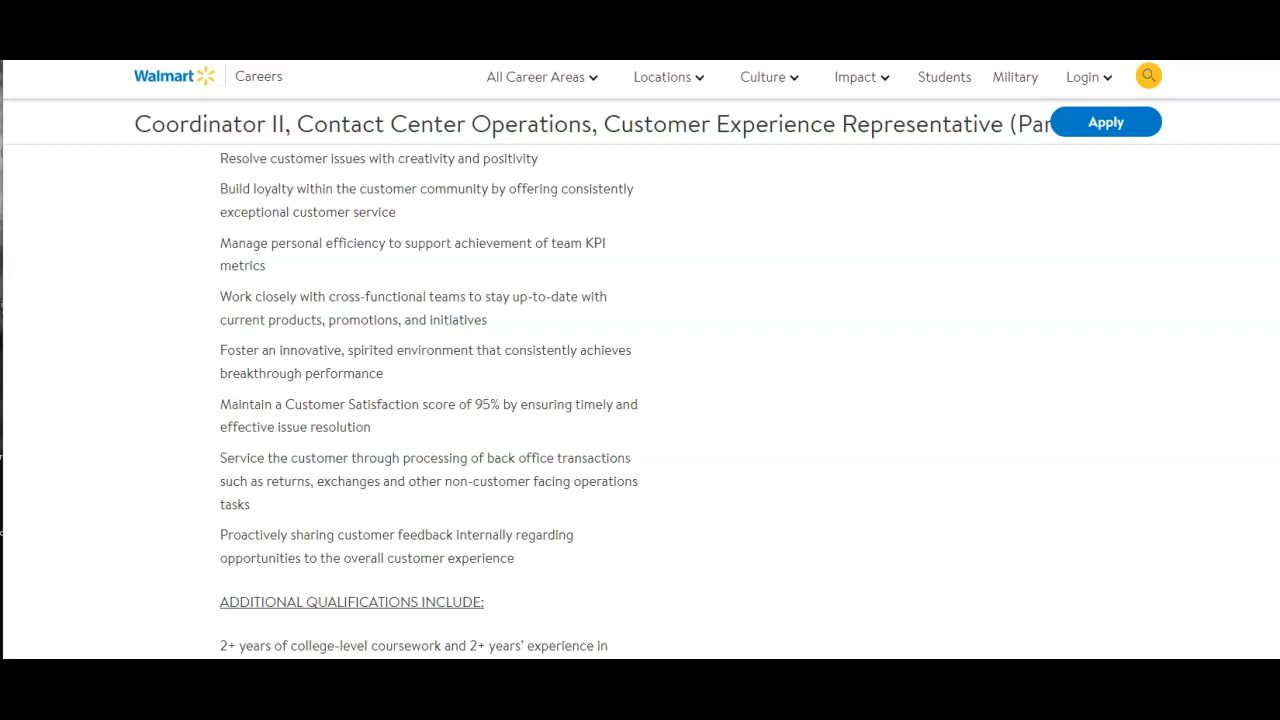 Walmart Careers All Career Areas Locations Culture Impact Students Military Login
Coordinator II, Contact Center Operations, Customer Experience Representative (Par Apply
Resolve customer issues with creativity and positivity
Build loyalty within the customer community by offering consistently
exceptional customer service
Manage personal efficiency to support achievement of team KPI
metrics
Work closely with cross-functional teams to stay up-to-date with
current products, promotions, and initiatives
Foster an innovative, spirited environment that consistently achieves
breakthrough performance
Maintain a Customer Satisfaction score of 95% by ensuring timely and
effective issue resolution
Service the customer through processing of back office transactions
such as returns, exchanges and other non-customer facing operations
tasks
Proactively sharing customer feedback internally regarding
opportunities to the overall customer experience
ADDITIONAL QUALIFICATIONS INCLUDE:
2+ years of college-level coursework and 2+ years' experience in